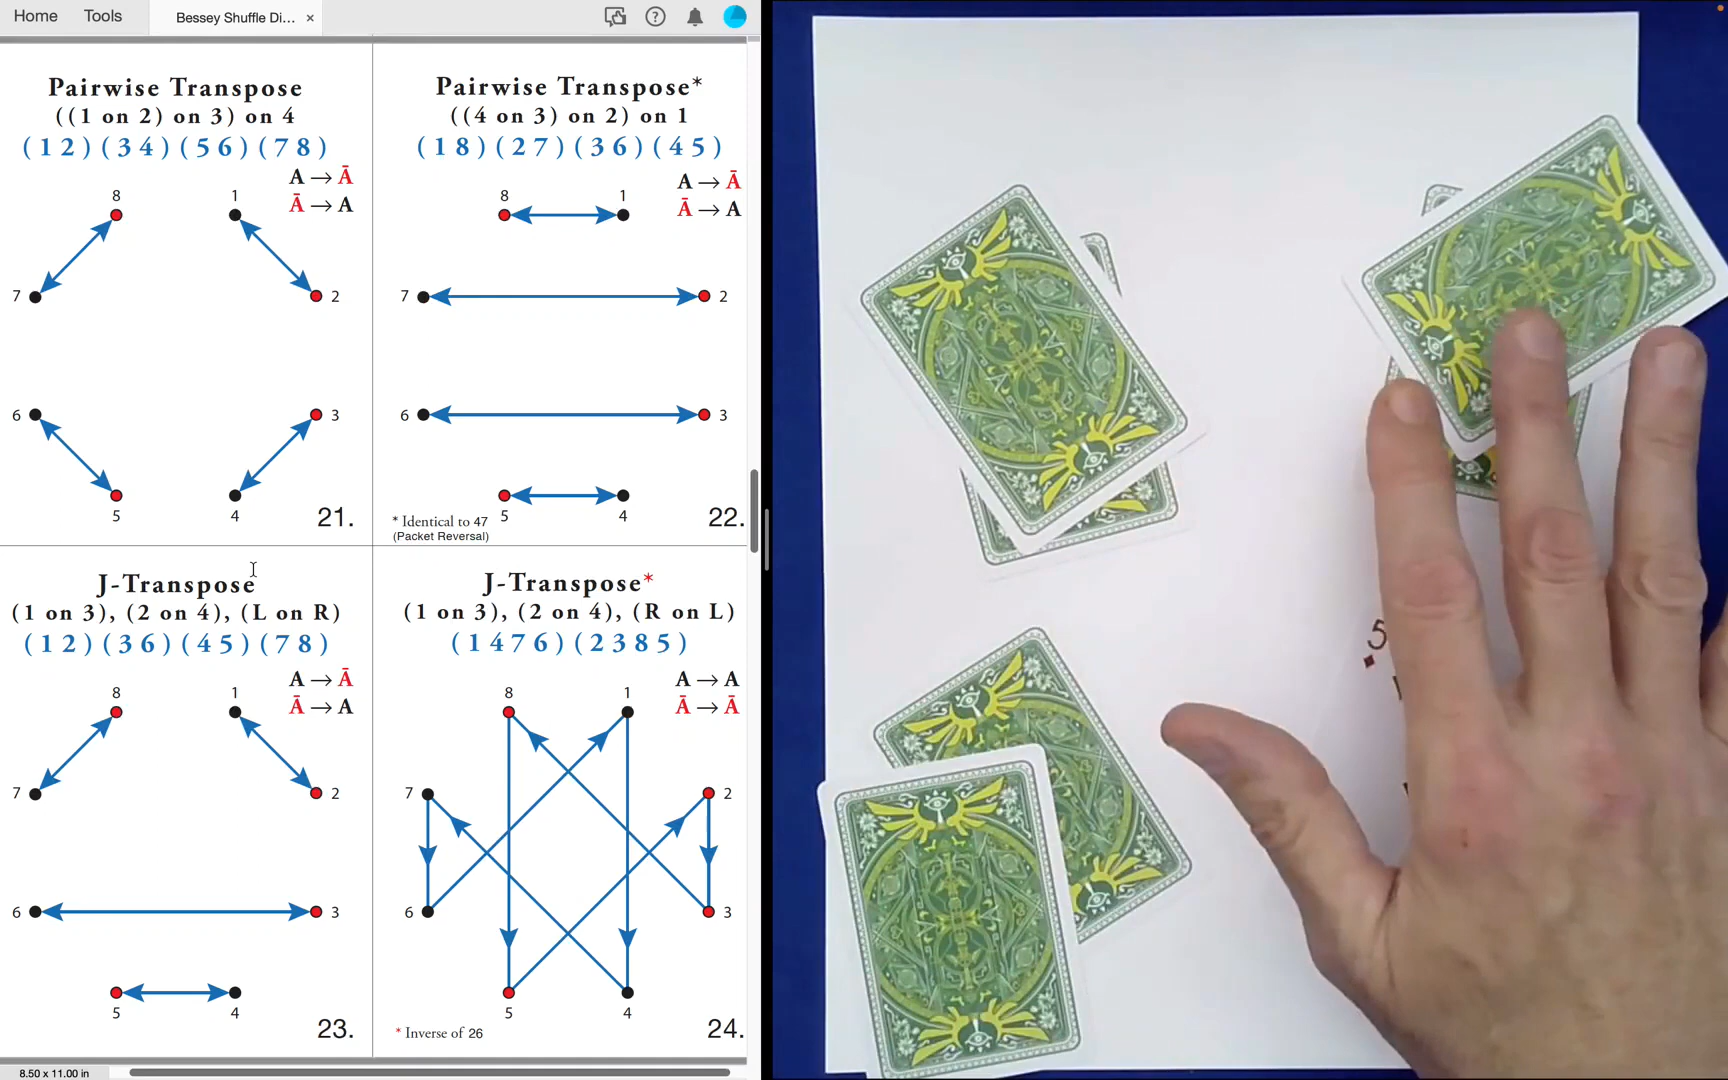 Home
Tools
Bessey Shuffle Di...
×
?
Pairwise Transpose
((1 on 2) on 3) on 4
(1 2) (3 4) (5 6) (7 8)
A → Ā
Ā → A
8
1
7
2
6
3
5
4
21.
Pairwise Transpose*
((4 on 3) on 2) on 1
(1 8) (2 7) (3 6) (4 5)
A → Ā
Ā → A
8
1
7
2
6
3
5
4
* Identical to 47
(Packet Reversal)
22.
J-Transpose
(1 on 3), (2 on 4), (L on R)
(1 2) (3 6) (4 5) (7 8)
A → Ā
Ā → A
8
1
7
2
6
3
5
4
23.
J-Transpose*
(1 on 3), (2 on 4), (R on L)
(1 4 7 6) (2 3 8 5)
A → A
Ā → Ā
8
1
7
2
6
3
5
4
* Inverse of 26
24.
8.50 x 11.00 in
5